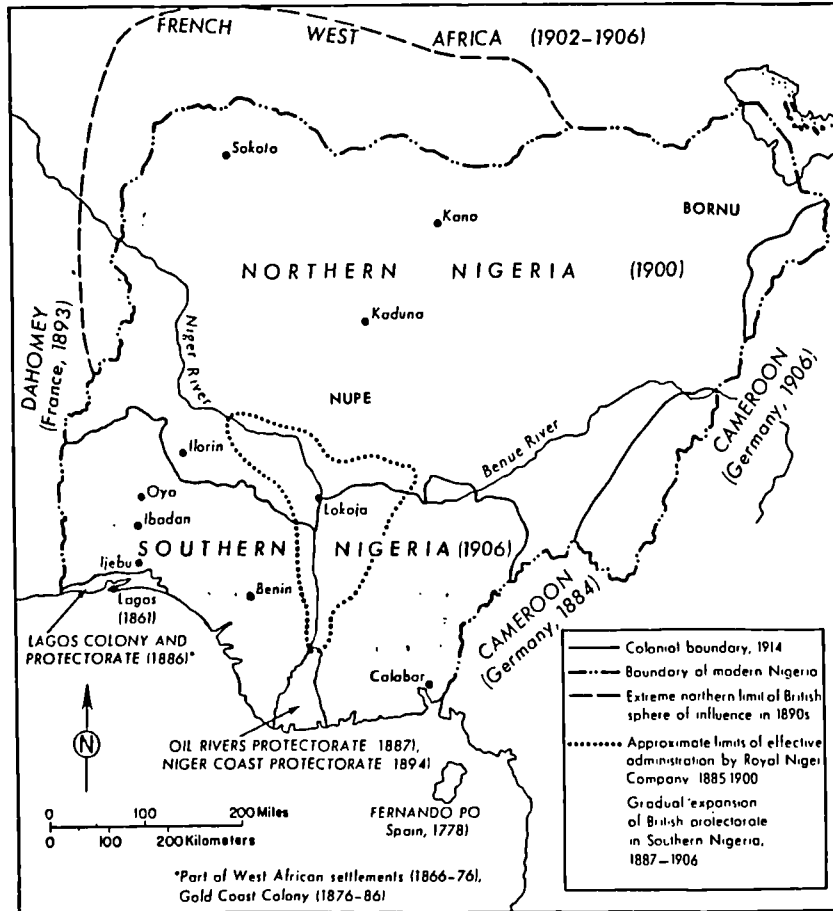 FRENCH WEST AFRICA (1902-1906)
Sokoto
Kano
BORNU
NORTHERN NIGERIA (1900)
Kaduna
DAHOMEY
(France, 1893)
Niger River
NUPE
CAMEROON
(Germany, 1906)
Benue River
Ilorin
Oyo
Lokoja
Ibadan
SOUTHERN NIGERIA (1906)
Ijebu
Benin
Lagos
(1861)
LAGOS COLONY AND
PROTECTORATE (1886)*
CAMEROON
(Germany, 1884)
Calabar
N
OIL RIVERS PROTECTORATE 1887),
NIGER COAST PROTECTORATE 1894)
0 100 200 Miles
0 100 200 Kilometers
FERNANDO PO
Spain, 1778)
*Part of West African settlements (1866-76),
Gold Coast Colony (1876-86)
Colonial boundary, 1914
Boundary of modern Nigeria
Extreme northern limit of British
sphere of influence in 1890s
Approximate limits of effective
administration by Royal Niger
Company 1885 1900
Gradual expansion
of British protectorate
in Southern Nigeria,
1887-1906